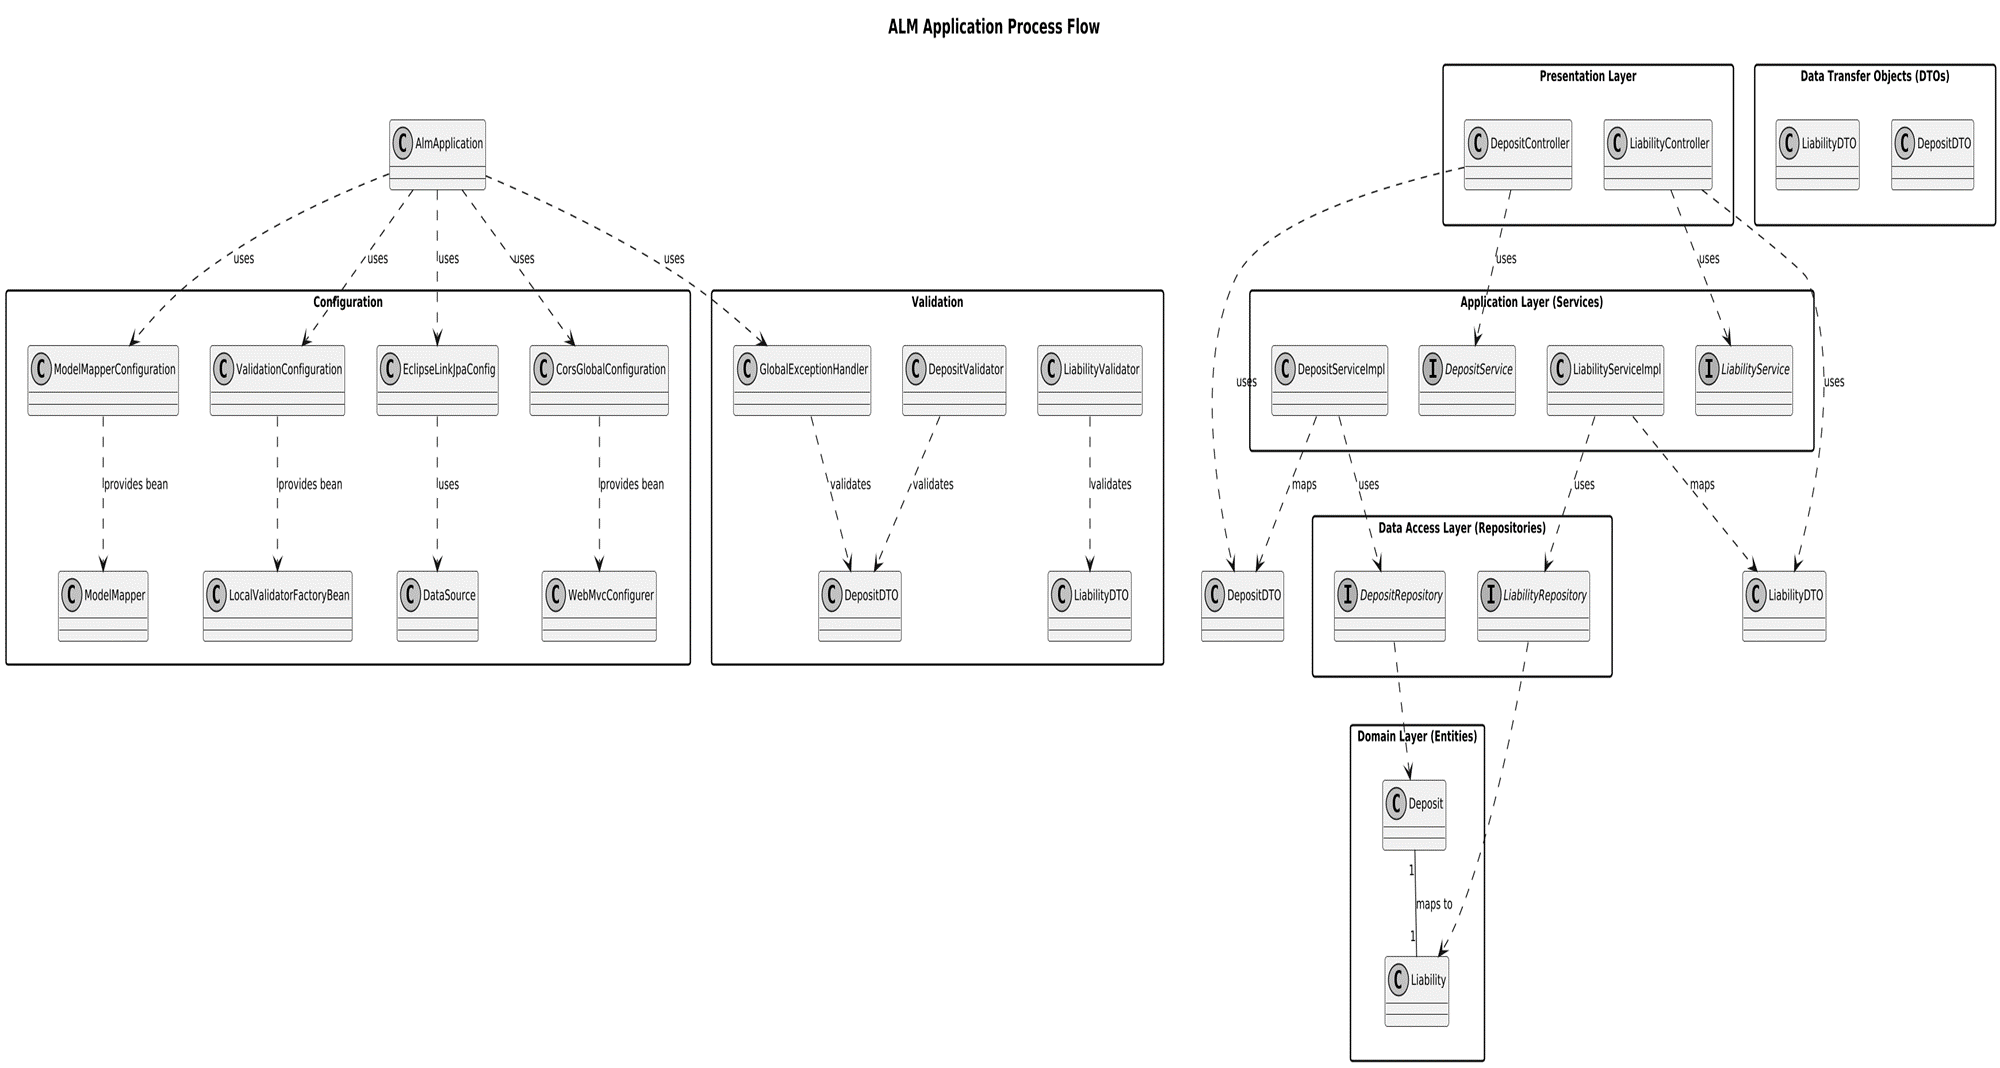 ALM Application Process Flow
Presentation Layer
Data Transfer Objects (DTOs)
C AlmApplication
C DepositController
C LiabilityController
C LiabilityDTO
C DepositDTO
uses
uses
uses
uses
uses
uses
uses
Configuration
Validation
Application Layer (Services)
C ModelMapperConfiguration
C ValidationConfiguration
C EclipseLinkJpaConfig
C CorsGlobalConfiguration
C GlobalExceptionHandler
C DepositValidator
C LiabilityValidator
C DepositServiceImpl
I DepositService
C LiabilityServiceImpl
I LiabilityService
uses
uses
provides bean
provides bean
uses
provides bean
validates
validates
validates
maps
uses
uses
maps
Data Access Layer (Repositories)
C ModelMapper
C LocalValidatorFactoryBean
C DataSource
C WebMvcConfigurer
C DepositDTO
C LiabilityDTO
C DepositDTO
I DepositRepository
I LiabilityRepository
C LiabilityDTO
Domain Layer (Entities)
C Deposit
1
maps to
1
C Liability